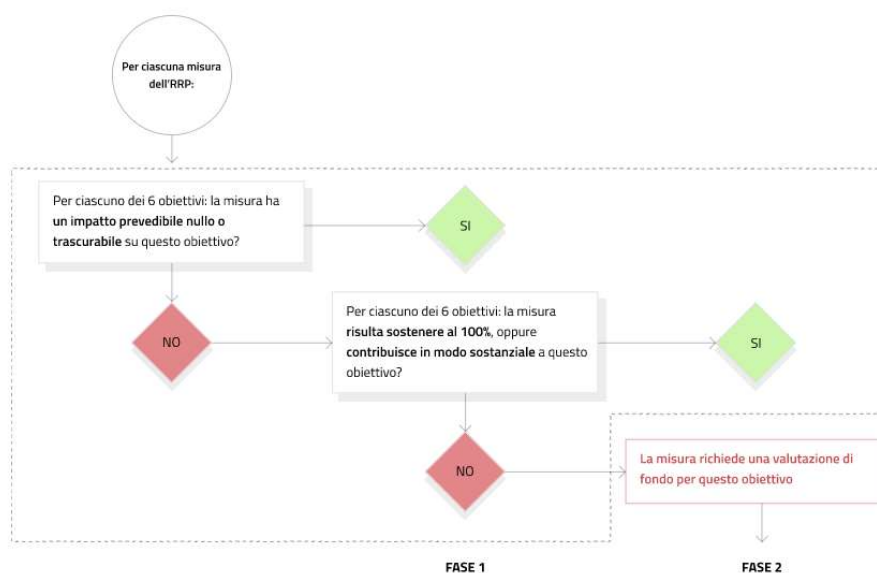 Per ciascuna misura
dell'RRP:
Per ciascuno dei 6 obiettivi: la misura ha
un impatto prevedibile nullo o
trascurabile su questo obiettivo?
SI
NO
Per ciascuno dei 6 obiettivi: la misura
risulta sostenere al 100%, oppure
contribuisce in modo sostanziale a questo
obiettivo?
SI
NO
La misura richiede una valutazione di
fondo per questo obiettivo
FASE 1
FASE 2